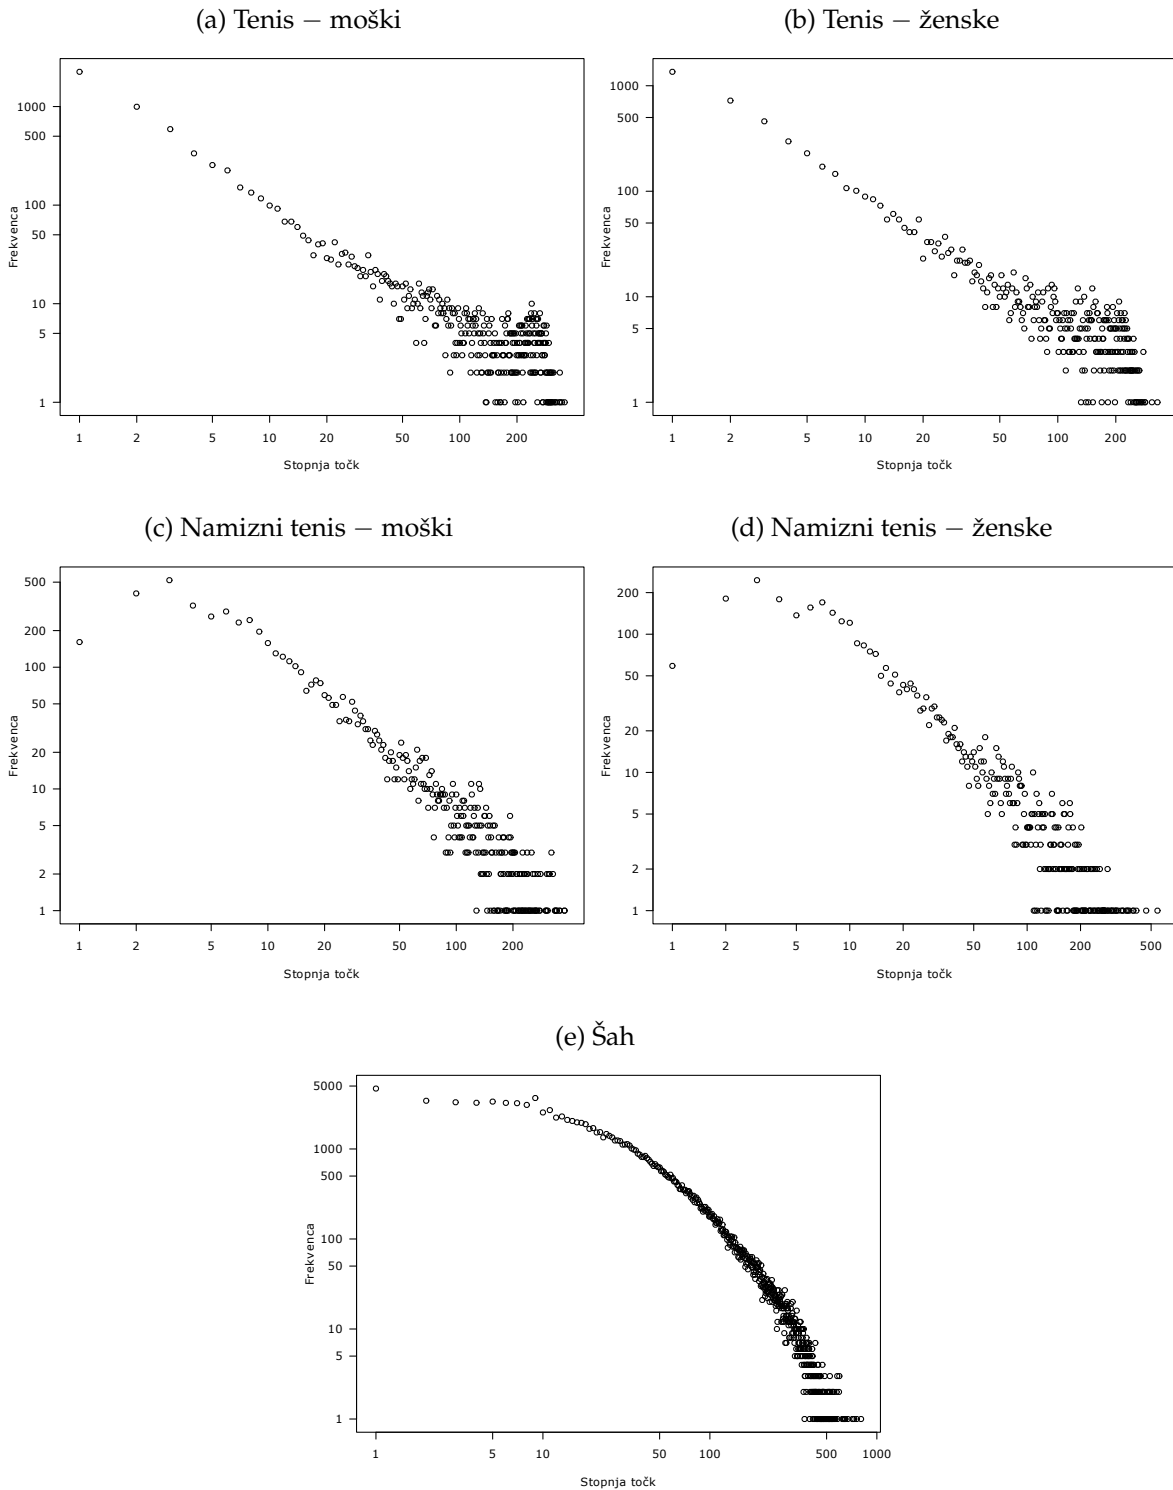 (a) Tenis − moški
1000
500
100
50
10
5
1
Frekvenca
1 2 5 10 20 50 100 200
Stopnja točk
(b) Tenis − ženske
1000
500
100
50
10
5
1
Frekvenca
1 2 5 10 20 50 100 200
Stopnja točk
(c) Namizni tenis − moški
500
200
100
50
20
10
5
2
1
Frekvenca
1 2 5 10 20 50 100 200
Stopnja točk
(d) Namizni tenis − ženske
200
100
50
20
10
5
2
1
Frekvenca
1 2 5 10 20 50 100 200 500
Stopnja točk
(e) Šah
5000
1000
500
100
50
10
5
1
Frekvenca
1 5 10 50 100 500 1000
Stopnja točk